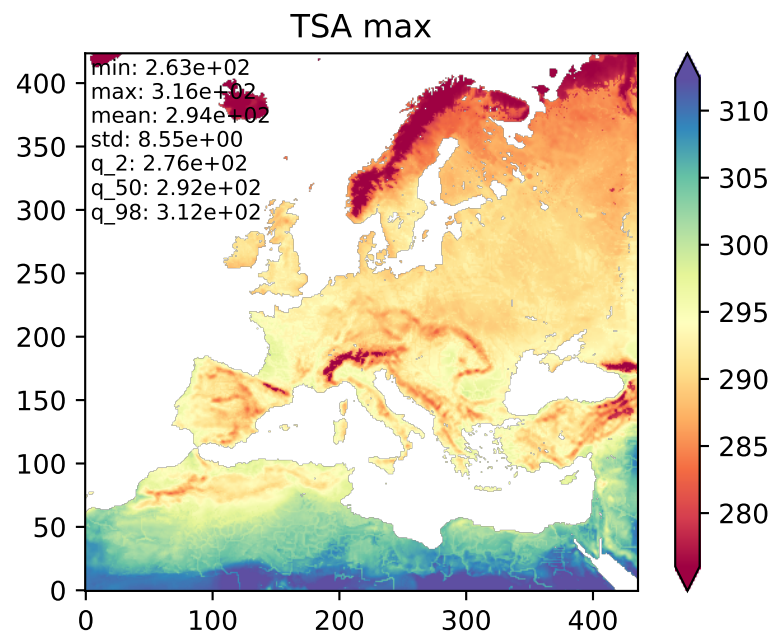 TSA max
min: 2.63e+02
max: 3.16e+02
mean: 2.94e+02
std: 8.55e+00
q_2: 2.76e+02
q_50: 2.92e+02
q_98: 3.12e+02
400
350
300
250
200
150
100
50
0
0 100 200 300 400
310
305
300
295
290
285
280